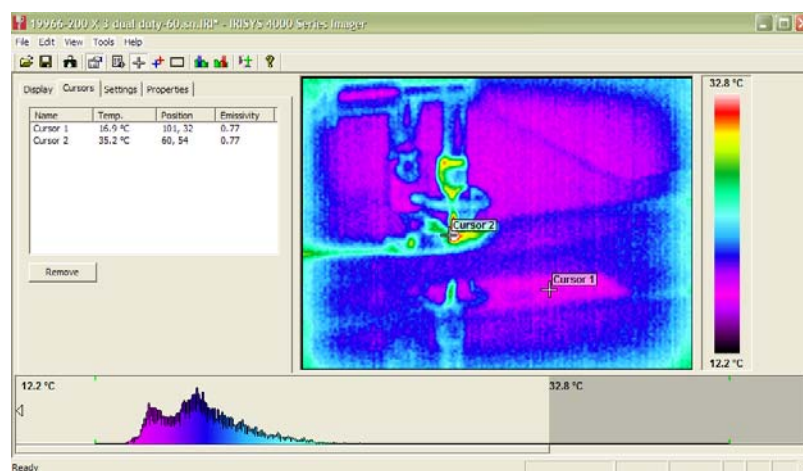 19966-200 X 3 dual duty-60.sn.IRI* - IRISYS 4000 Series Imager
File Edit View Tools Help
Display Cursors Settings Properties
Name Temp. Position Emissivity
Cursor 1 16.9 °C 101, 32 0.77
Cursor 2 35.2 °C 60, 54 0.77
Remove
32.8 °C
Cursor 2
Cursor 1
12.2 °C
12.2 °C 32.8 °C
Ready